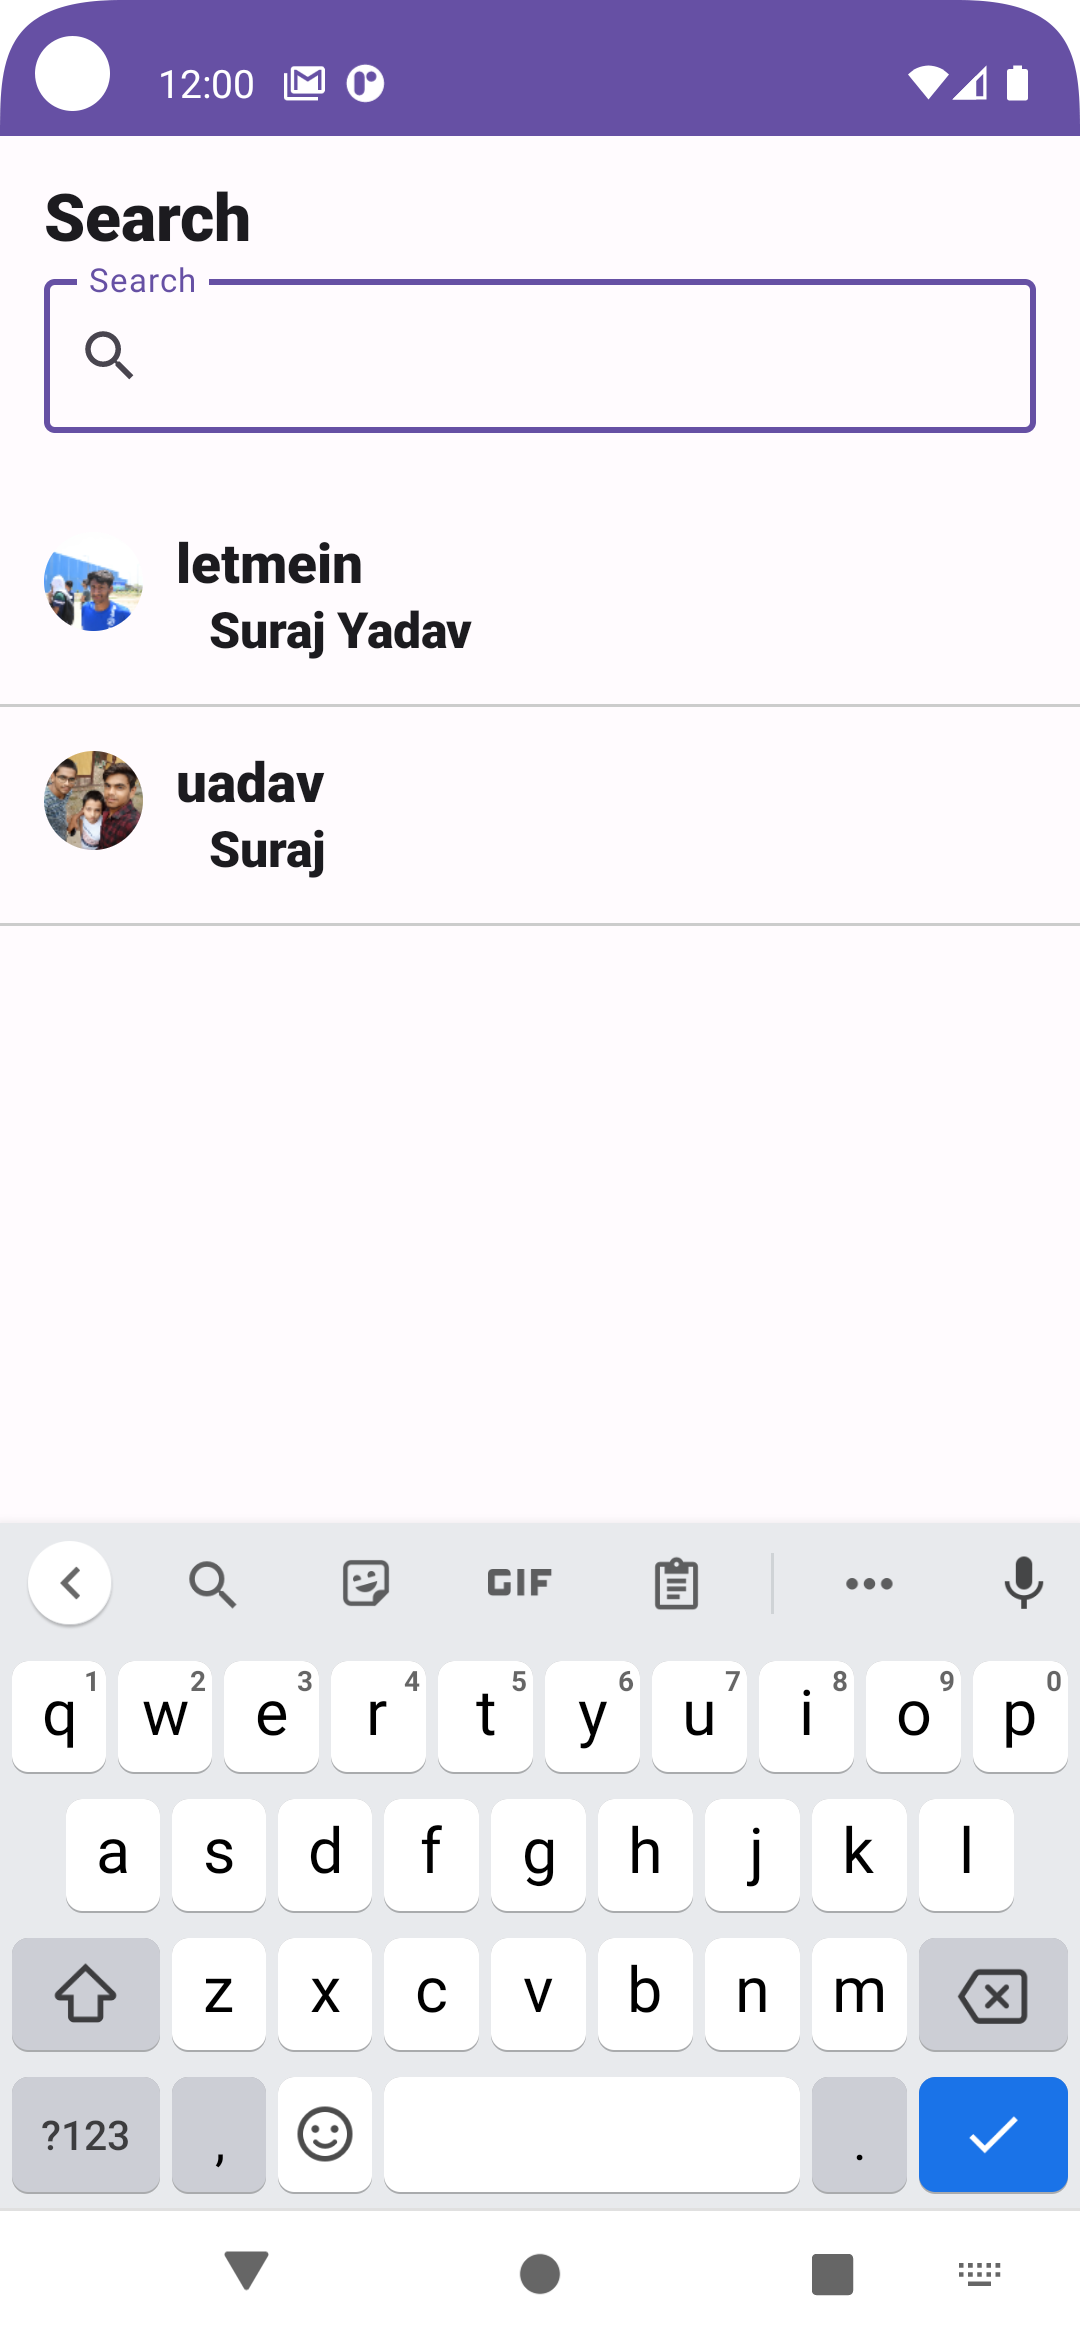 12:00
Search
Search
letmein
Suraj Yadav
uadav
Suraj
GIF
q 1 w 2 e 3 r 4 t 5 y 6 u 7 i 8 o 9 p 0
a s d f g h j k l
z x c v b n m
?123 , .